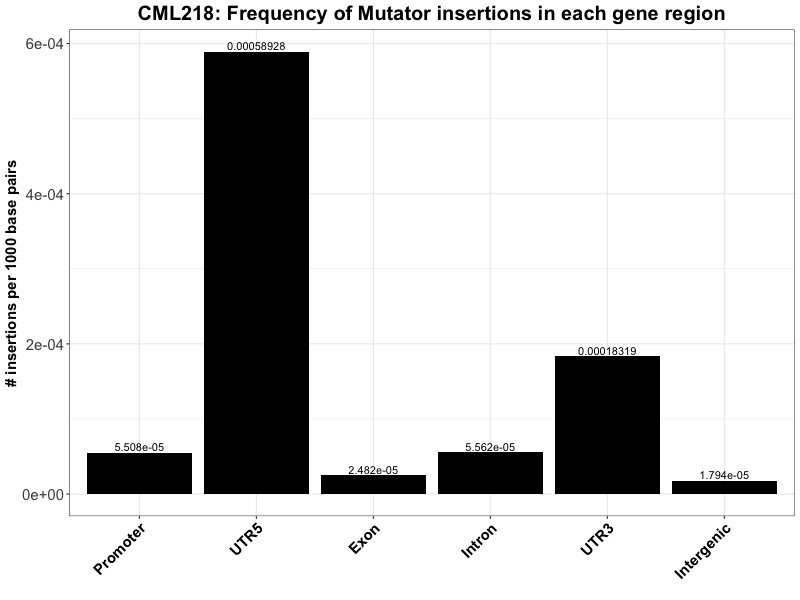 CML218: Frequency of Mutator insertions in each gene region
# insertions per 1000 base pairs
6e-04
4e-04
2e-04
0e+00
5.508e-05
0.00058928
2.482e-05
5.562e-05
0.00018319
1.794e-05
Promoter
UTR5
Exon
Intron
UTR3
Intergenic